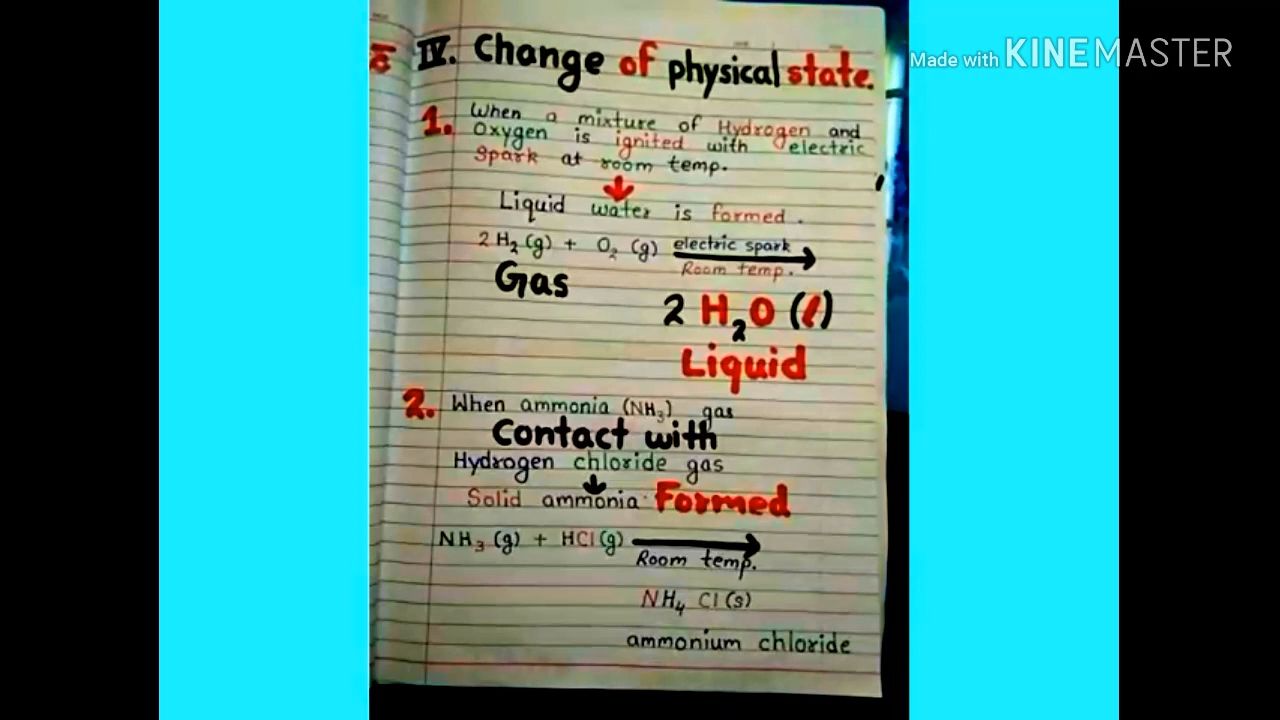 Made with KINEMASTER
IV. Change of physical state.
1. When a mixture of Hydrogen and
Oxygen is ignited with electric
Spark at room temp.
↓
Liquid water is formed.
2 H₂ (g) + O₂ (g) electric spark →
Room temp.
Gas
2 H₂O (l)
Liquid
2. When ammonia (NH₃) gas
Contact with
Hydrogen chloride gas
↓
Solid ammonia Formed
NH₃ (g) + HCl (g) →
Room temp.
NH₄ Cl (s)
ammonium chloride